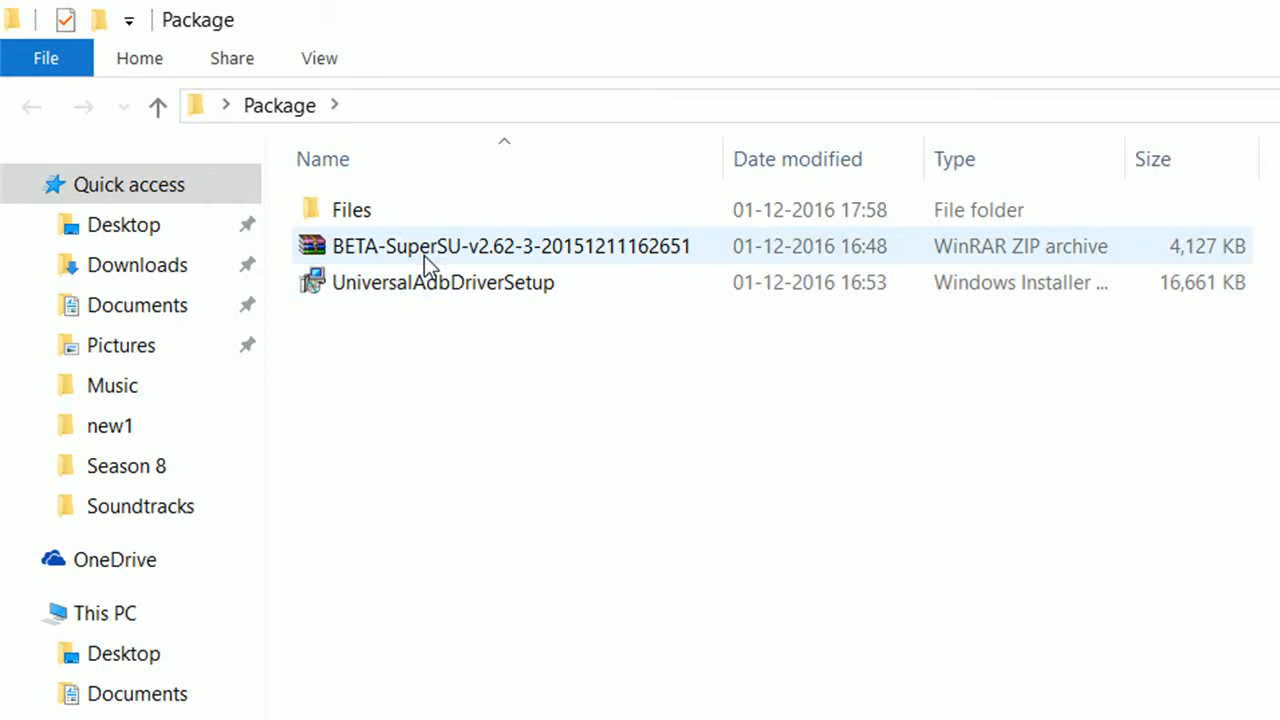 Package
File Home Share View
Package
Name Date modified Type Size
Quick access
Desktop
Downloads
Documents
Pictures
Music
new1
Season 8
Soundtracks
OneDrive
This PC
Desktop
Documents
Files 01-12-2016 17:58 File folder
BETA-SuperSU-v2.62-3-20151211162651 01-12-2016 16:48 WinRAR ZIP archive 4,127 KB
UniversalAdbDriverSetup 01-12-2016 16:53 Windows Installer ... 16,661 KB